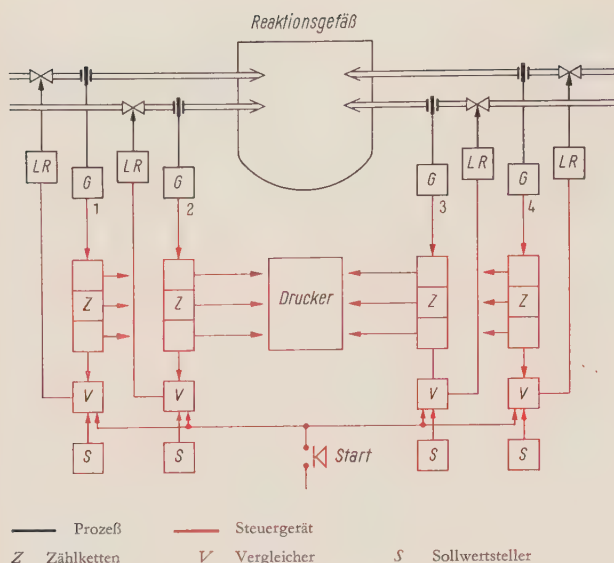 Reaktionsgefäß
LR G LR G G LR G LR
1 2 3 4
Z Z Drucker Z Z
V V V V
S S Start S S
Prozeß Steuergerät
Z Zählketten V Vergleicher S Sollwertsteller